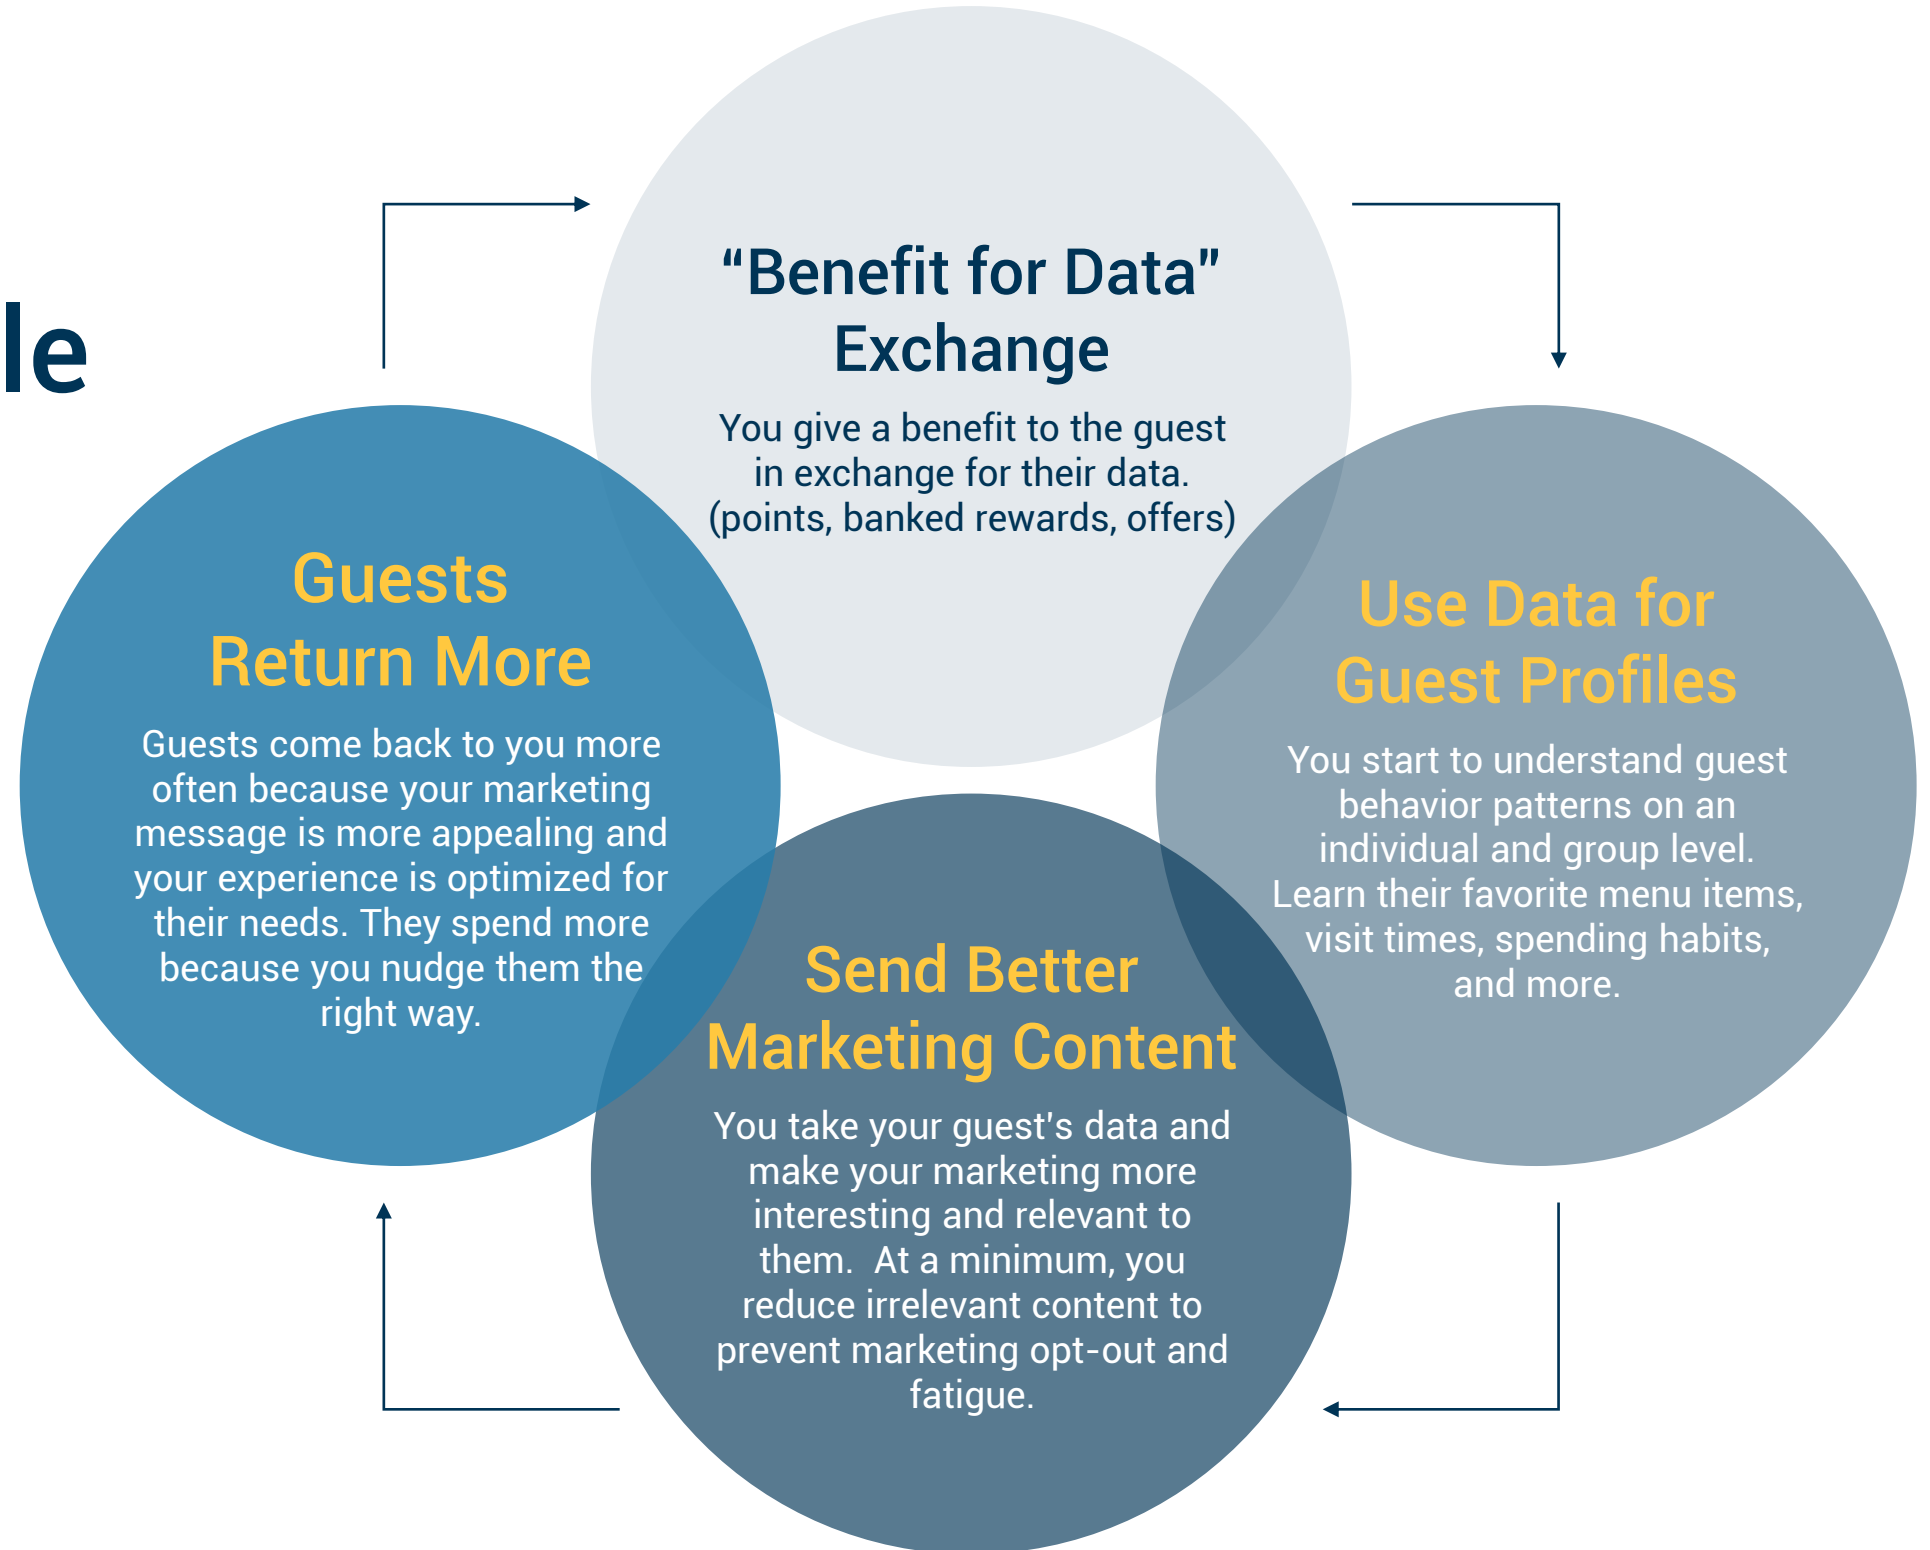 le
“Benefit for Data”
Exchange
You give a benefit to the guest
in exchange for their data.
(points, banked rewards, offers)
Guests
Return More
Guests come back to you more
often because your marketing
message is more appealing and
your experience is optimized for
their needs. They spend more
because you nudge them the
right way.
Use Data for
Guest Profiles
You start to understand guest
behavior patterns on an
individual and group level.
Learn their favorite menu items,
visit times, spending habits,
and more.
Send Better
Marketing Content
You take your guest's data and
make your marketing more
interesting and relevant to
them.  At a minimum, you
reduce irrelevant content to
prevent marketing opt-out and
fatigue.